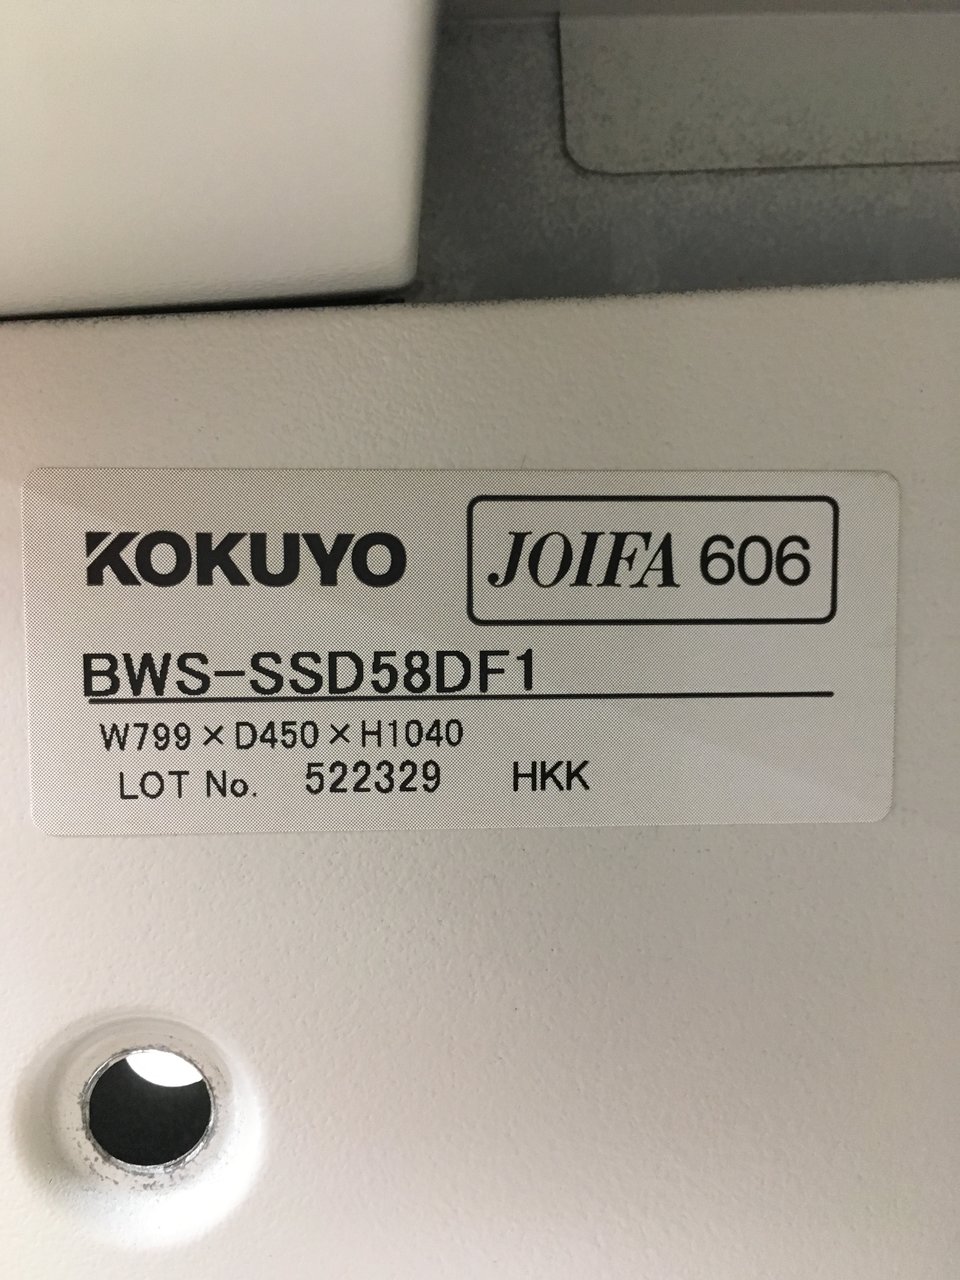 KOKUYO JOIFA 606
BWS-SSD58DF1
W799×D450×H1040
LOT No. 522329 HKK